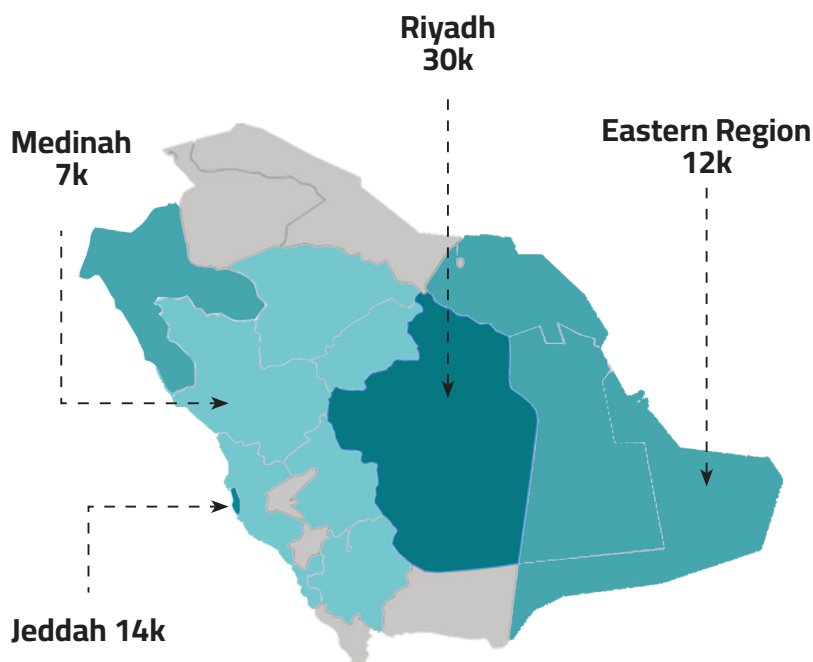 Riyadh
30k
Medinah
7k
Eastern Region
12k
Jeddah 14k